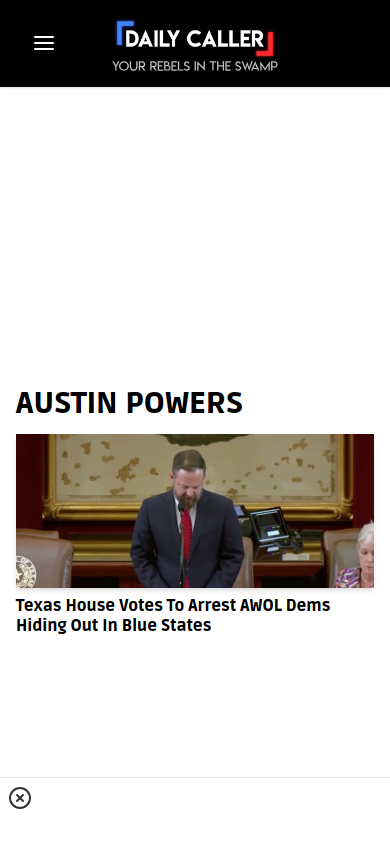 DAILY CALLER
YOUR REBELS IN THE SWAMP
AUSTIN POWERS
Texas House Votes To Arrest AWOL Dems
Hiding Out In Blue States